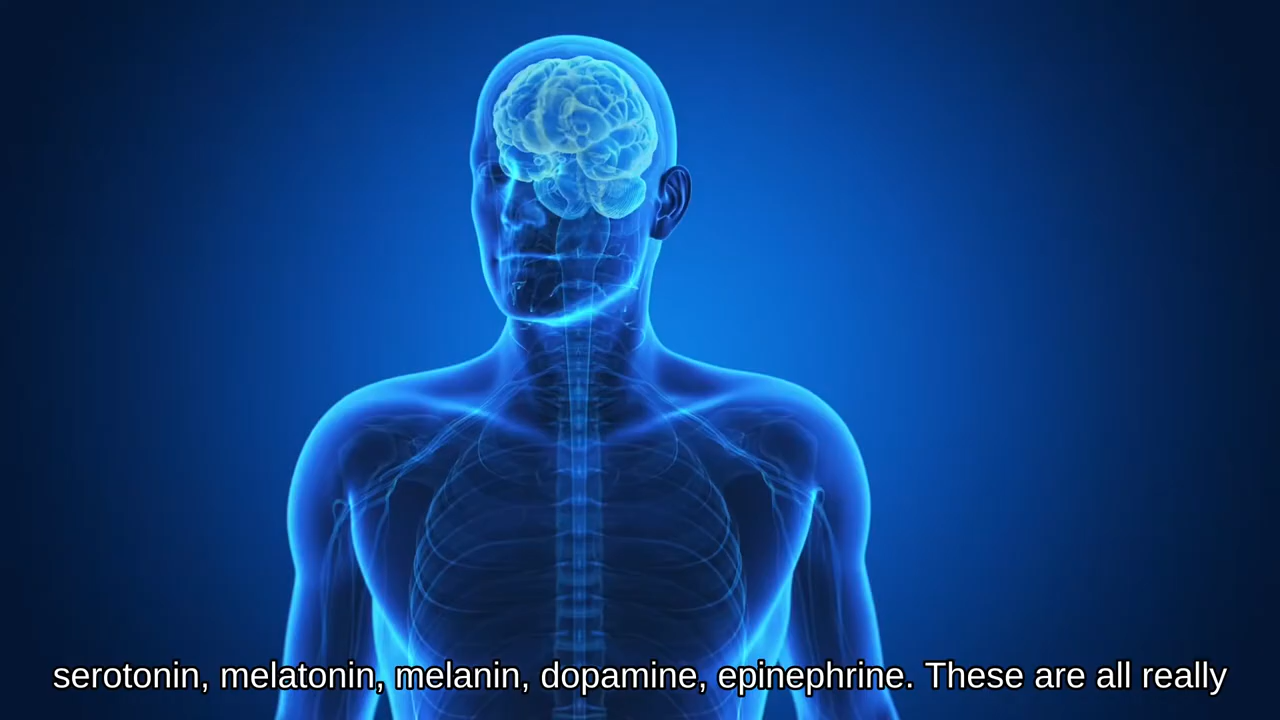 serotonin, melatonin, melanin, dopamine, epinephrine. These are all really